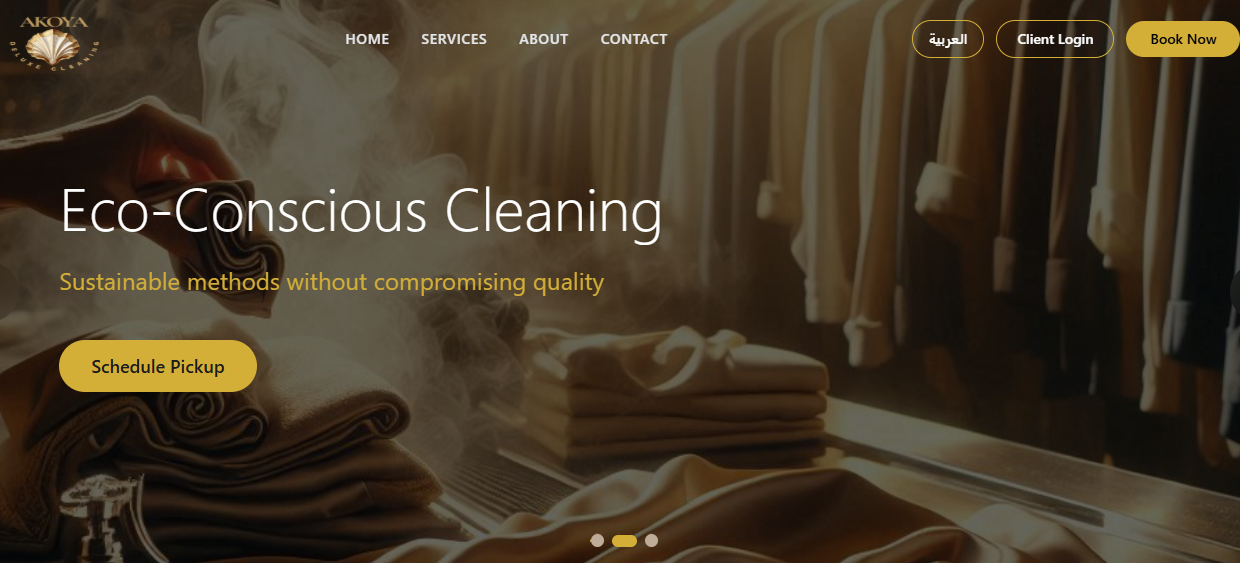 AKOYA
DELUXE CLEANING
HOME
SERVICES
ABOUT
CONTACT
العربية
Client Login
Book Now
Eco-Conscious Cleaning
Sustainable methods without compromising quality
Schedule Pickup